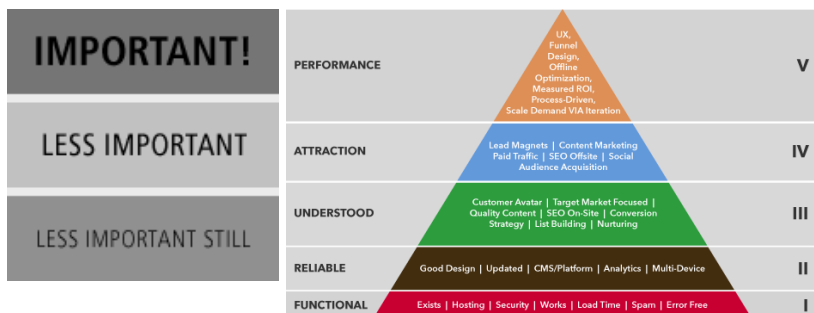 IMPORTANT!
LESS IMPORTANT
LESS IMPORTANT STILL
PERFORMANCE
UX,
Funnel
Design,
Offline
Optimization,
Measured ROI,
Process-Driven,
Scale Demand VIA Iteration
V
ATTRACTION
Lead Magnets | Content Marketing
Paid Traffic | SEO Offsite | Social
Audience Acquisition
IV
UNDERSTOOD
Customer Avatar | Target Market Focused |
Quality Content | SEO On-Site | Conversion
Strategy | List Building | Nurturing
III
RELIABLE
Good Design | Updated | CMS/Platform | Analytics | Multi-Device
II
FUNCTIONAL
Exists | Hosting | Security | Works | Load Time | Spam | Error Free
I